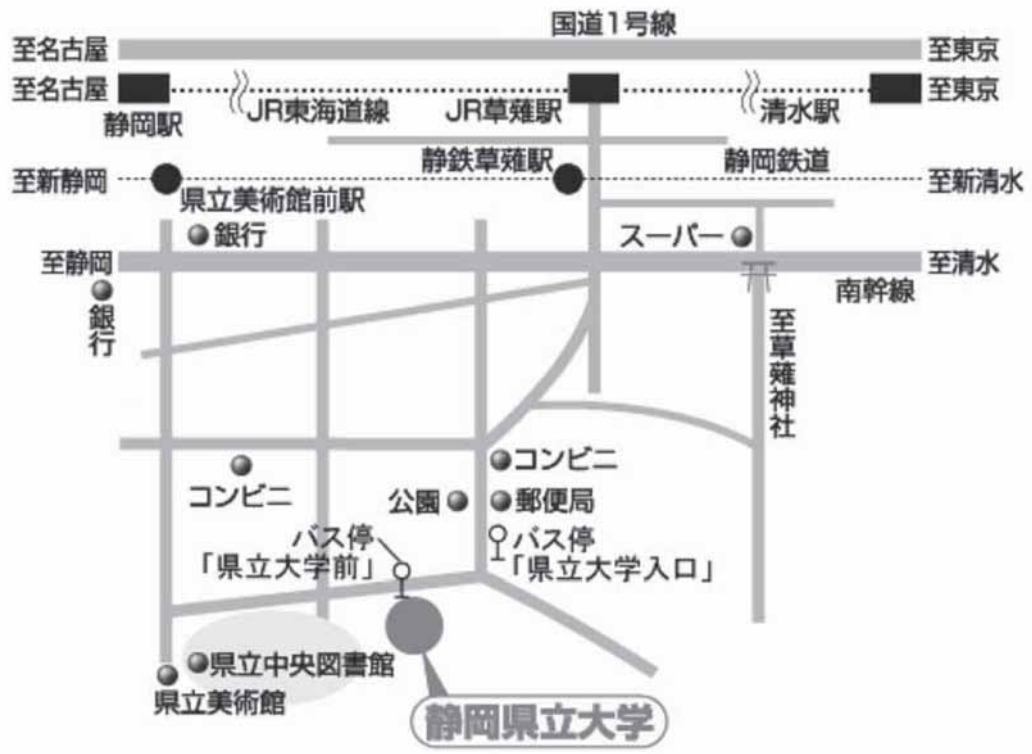 国道1号線
至名古屋
至東京
至名古屋
至東京
静岡駅
JR東海道線
JR草薙駅
清水駅
静鉄草薙駅
静岡鉄道
至新静岡
至新清水
県立美術館前駅
銀行
スーパー
至静岡
至清水
南幹線
銀行
至草薙神社
コンビニ
コンビニ
公園
郵便局
バス停
「県立大学前」
バス停
「県立大学入口」
県立中央図書館
県立美術館
静岡県立大学